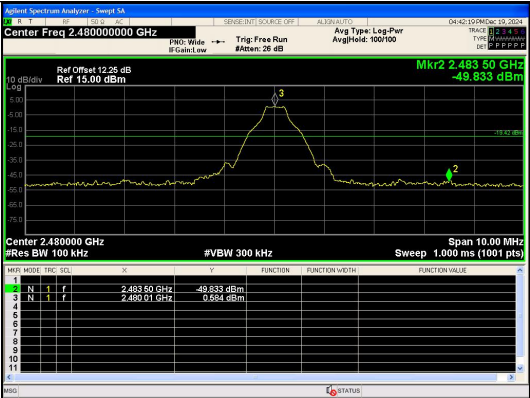 Agilent Spectrum Analyzer - Swept SA
R T RF 50 Ω AC SENSE:INT SOURCE OFF ALIGNAUTO 04:42:19 PM Dec 19, 2024
Center Freq 2.480000000 GHz
PNO: Wide
IFGain:Low
Trig: Free Run
#Atten: 26 dB
Avg Type: Log-Pwr
Avg|Hold: 100/100
TRACE 1 2 3 4 5 6
TYPE M
DET P P P P P P
Ref Offset 12.25 dB
Ref 15.00 dBm
Mkr2 2.483 50 GHz
-49.833 dBm
10 dB/div
Log
5.00
-5.00
-15.0
-25.0
-35.0
-45.0
-55.0
-65.0
-75.0
3
-19.42 dBm
2
Center 2.480000 GHz
#Res BW 100 kHz
#VBW 300 kHz
Span 10.00 MHz
Sweep 1.000 ms (1001 pts)
MKR MODE TRC SCL X Y FUNCTION FUNCTION WIDTH FUNCTION VALUE
1
2 N 1 f 2.483 50 GHz -49.833 dBm
3 N 1 f 2.480 01 GHz 0.584 dBm
4
5
6
7
8
9
10
11
MSG STATUS